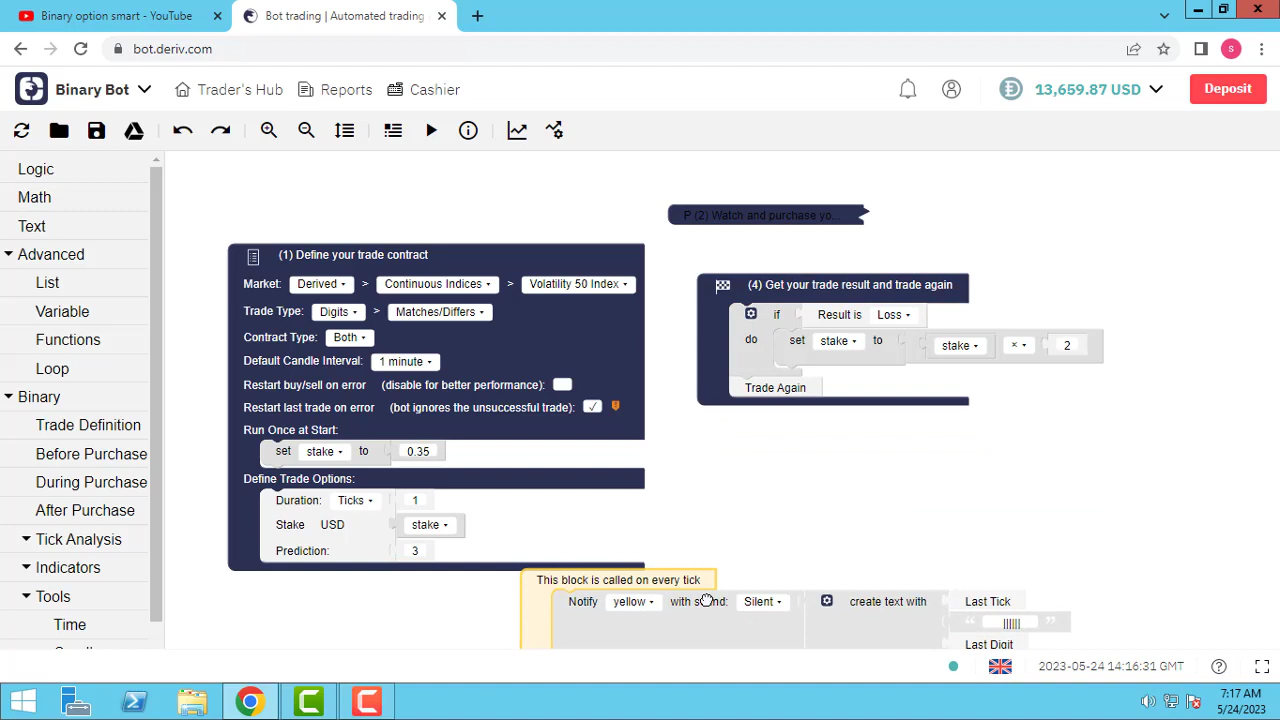 Binary option smart - YouTube
Bot trading | Automated trading
bot.deriv.com
S
Binary Bot
Trader's Hub
Reports
Cashier
13,659.87 USD
Deposit
Logic
Math
Text
Advanced
List
Variable
Functions
Loop
Binary
Trade Definition
Before Purchase
During Purchase
After Purchase
Tick Analysis
Indicators
Tools
Time
P (2) Watch and purchase yo...
(1) Define your trade contract
Market: Derived > Continuous Indices > Volatility 50 Index
Trade Type: Digits > Matches/Differs
Contract Type: Both
Default Candle Interval: 1 minute
Restart buy/sell on error (disable for better performance):
Restart last trade on error (bot ignores the unsuccessful trade): ✓
Run Once at Start:
set stake to 0.35
Define Trade Options:
Duration: Ticks 1
Stake USD stake
Prediction: 3
(4) Get your trade result and trade again
if Result is Loss
do set stake to stake × 2
Trade Again
This block is called on every tick
Notify yellow with sound: Silent create text with Last Tick
“ |||||| ”
Last Digit
2023-05-24 14:16:31 GMT
7:17 AM
5/24/2023